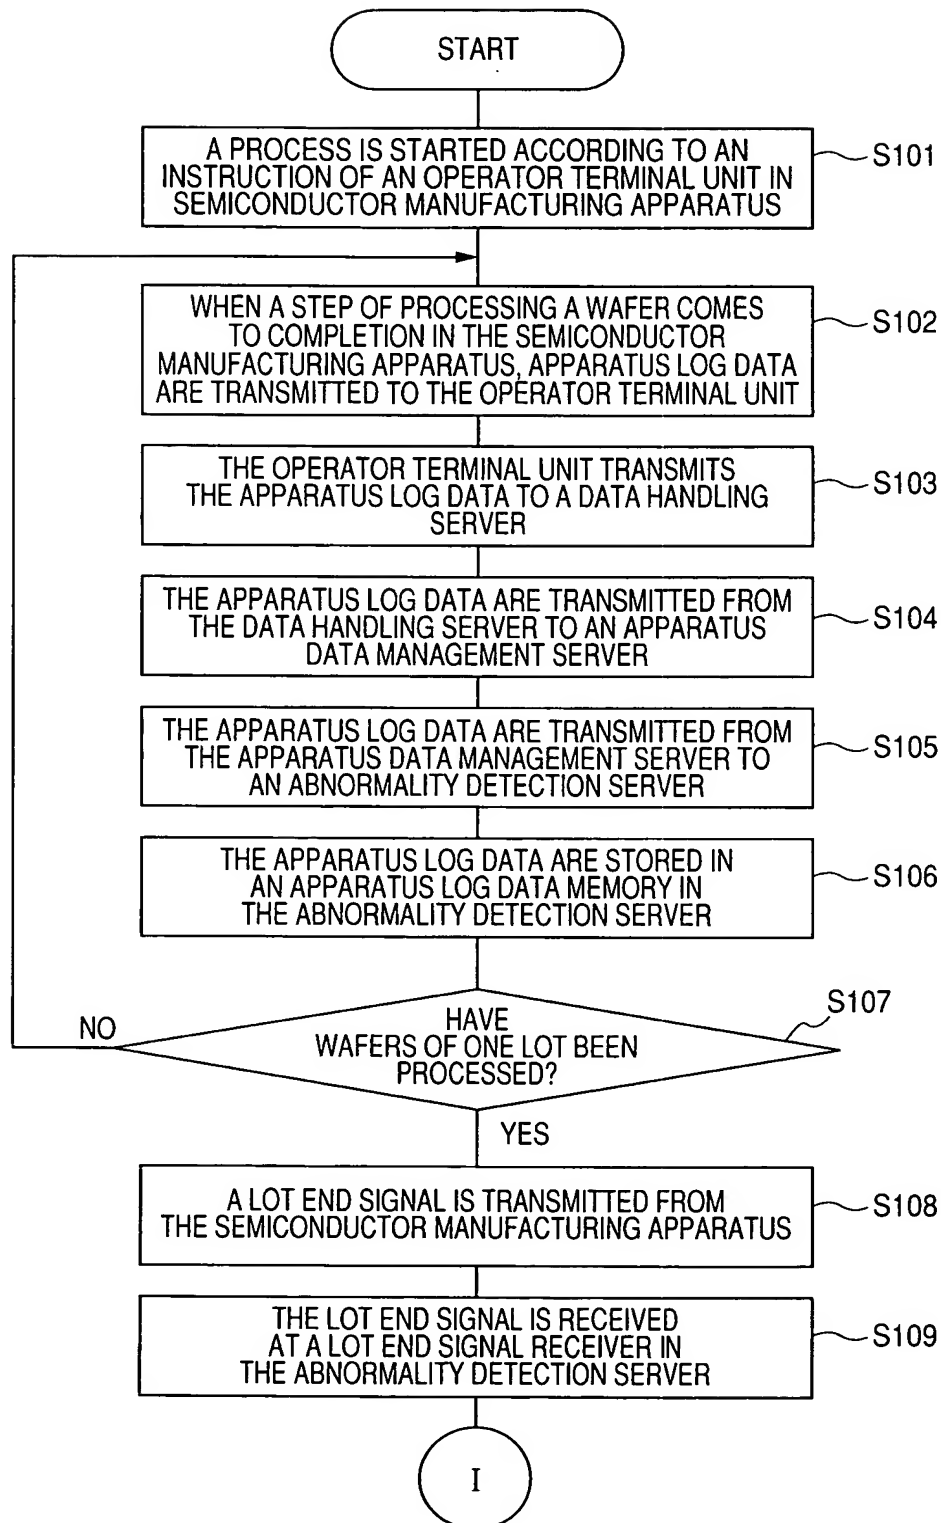 START
A PROCESS IS STARTED ACCORDING TO AN
INSTRUCTION OF AN OPERATOR TERMINAL UNIT IN
SEMICONDUCTOR MANUFACTURING APPARATUS
S101
WHEN A STEP OF PROCESSING A WAFER COMES
TO COMPLETION IN THE SEMICONDUCTOR
MANUFACTURING APPARATUS, APPARATUS LOG DATA
ARE TRANSMITTED TO THE OPERATOR TERMINAL UNIT
S102
THE OPERATOR TERMINAL UNIT TRANSMITS
THE APPARATUS LOG DATA TO A DATA HANDLING
SERVER
S103
THE APPARATUS LOG DATA ARE TRANSMITTED FROM
THE DATA HANDLING SERVER TO AN APPARATUS
DATA MANAGEMENT SERVER
S104
THE APPARATUS LOG DATA ARE TRANSMITTED FROM
THE APPARATUS DATA MANAGEMENT SERVER TO
AN ABNORMALITY DETECTION SERVER
S105
THE APPARATUS LOG DATA ARE STORED IN
AN APPARATUS LOG DATA MEMORY IN
THE ABNORMALITY DETECTION SERVER
S106
HAVE
WAFERS OF ONE LOT BEEN
PROCESSED?
S107
NO
YES
A LOT END SIGNAL IS TRANSMITTED FROM
THE SEMICONDUCTOR MANUFACTURING APPARATUS
S108
THE LOT END SIGNAL IS RECEIVED
AT A LOT END SIGNAL RECEIVER IN
THE ABNORMALITY DETECTION SERVER
S109
I